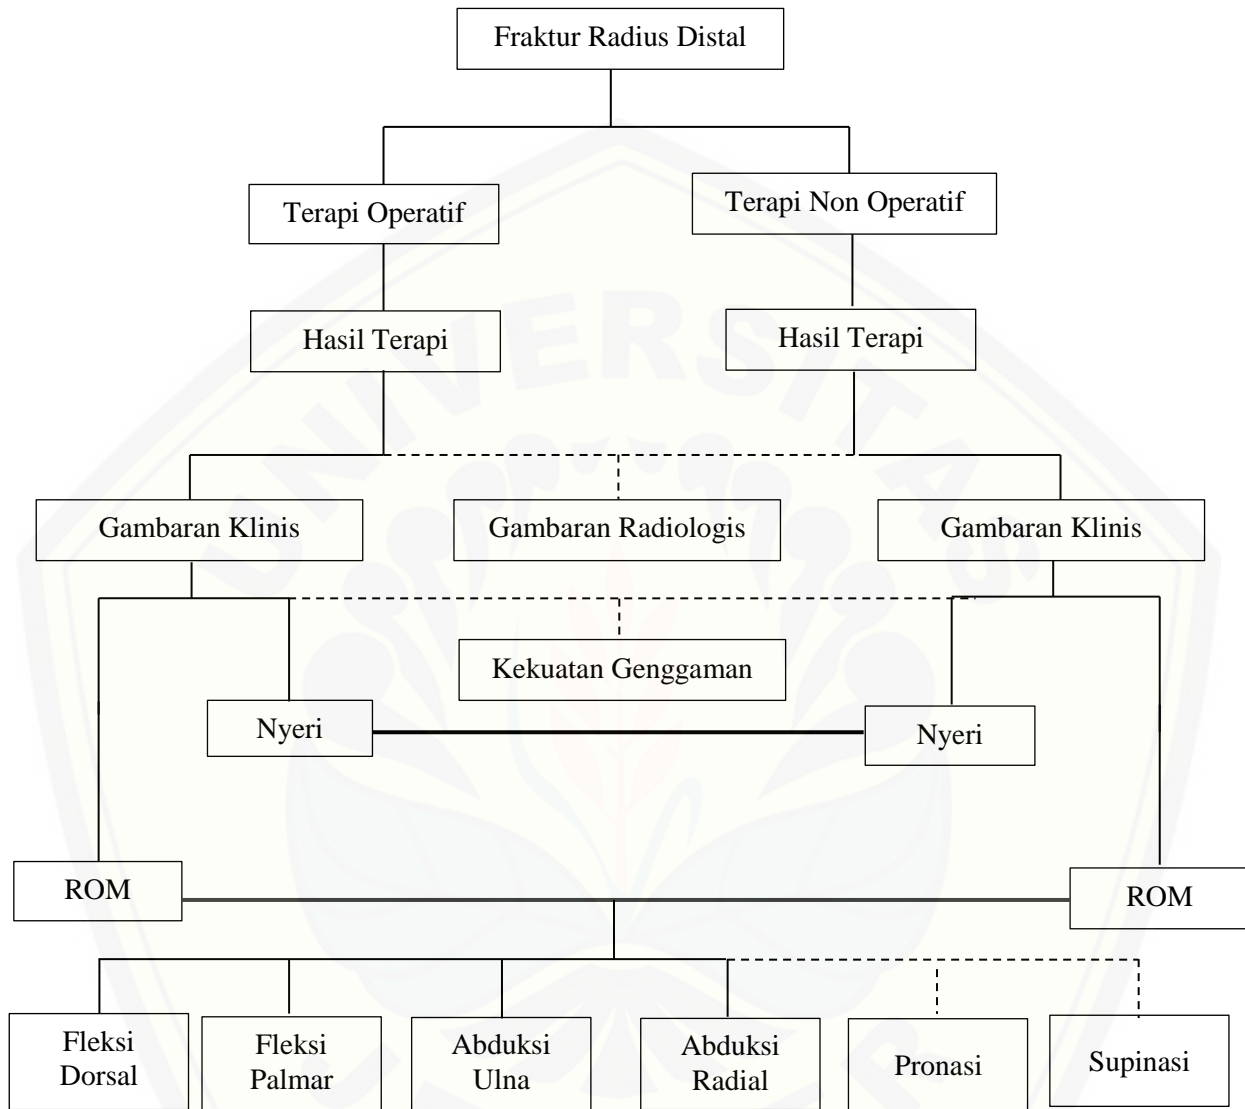 Fraktur Radius Distal
Terapi Operatif
Terapi Non Operatif
Hasil Terapi
Hasil Terapi
Gambaran Klinis
Gambaran Radiologis
Gambaran Klinis
Kekuatan Genggaman
Nyeri
Nyeri
ROM
ROM
Fleksi
Dorsal
Fleksi
Palmar
Abduksi
Ulna
Abduksi
Radial
Pronasi
Supinasi
UNIVERSITAS